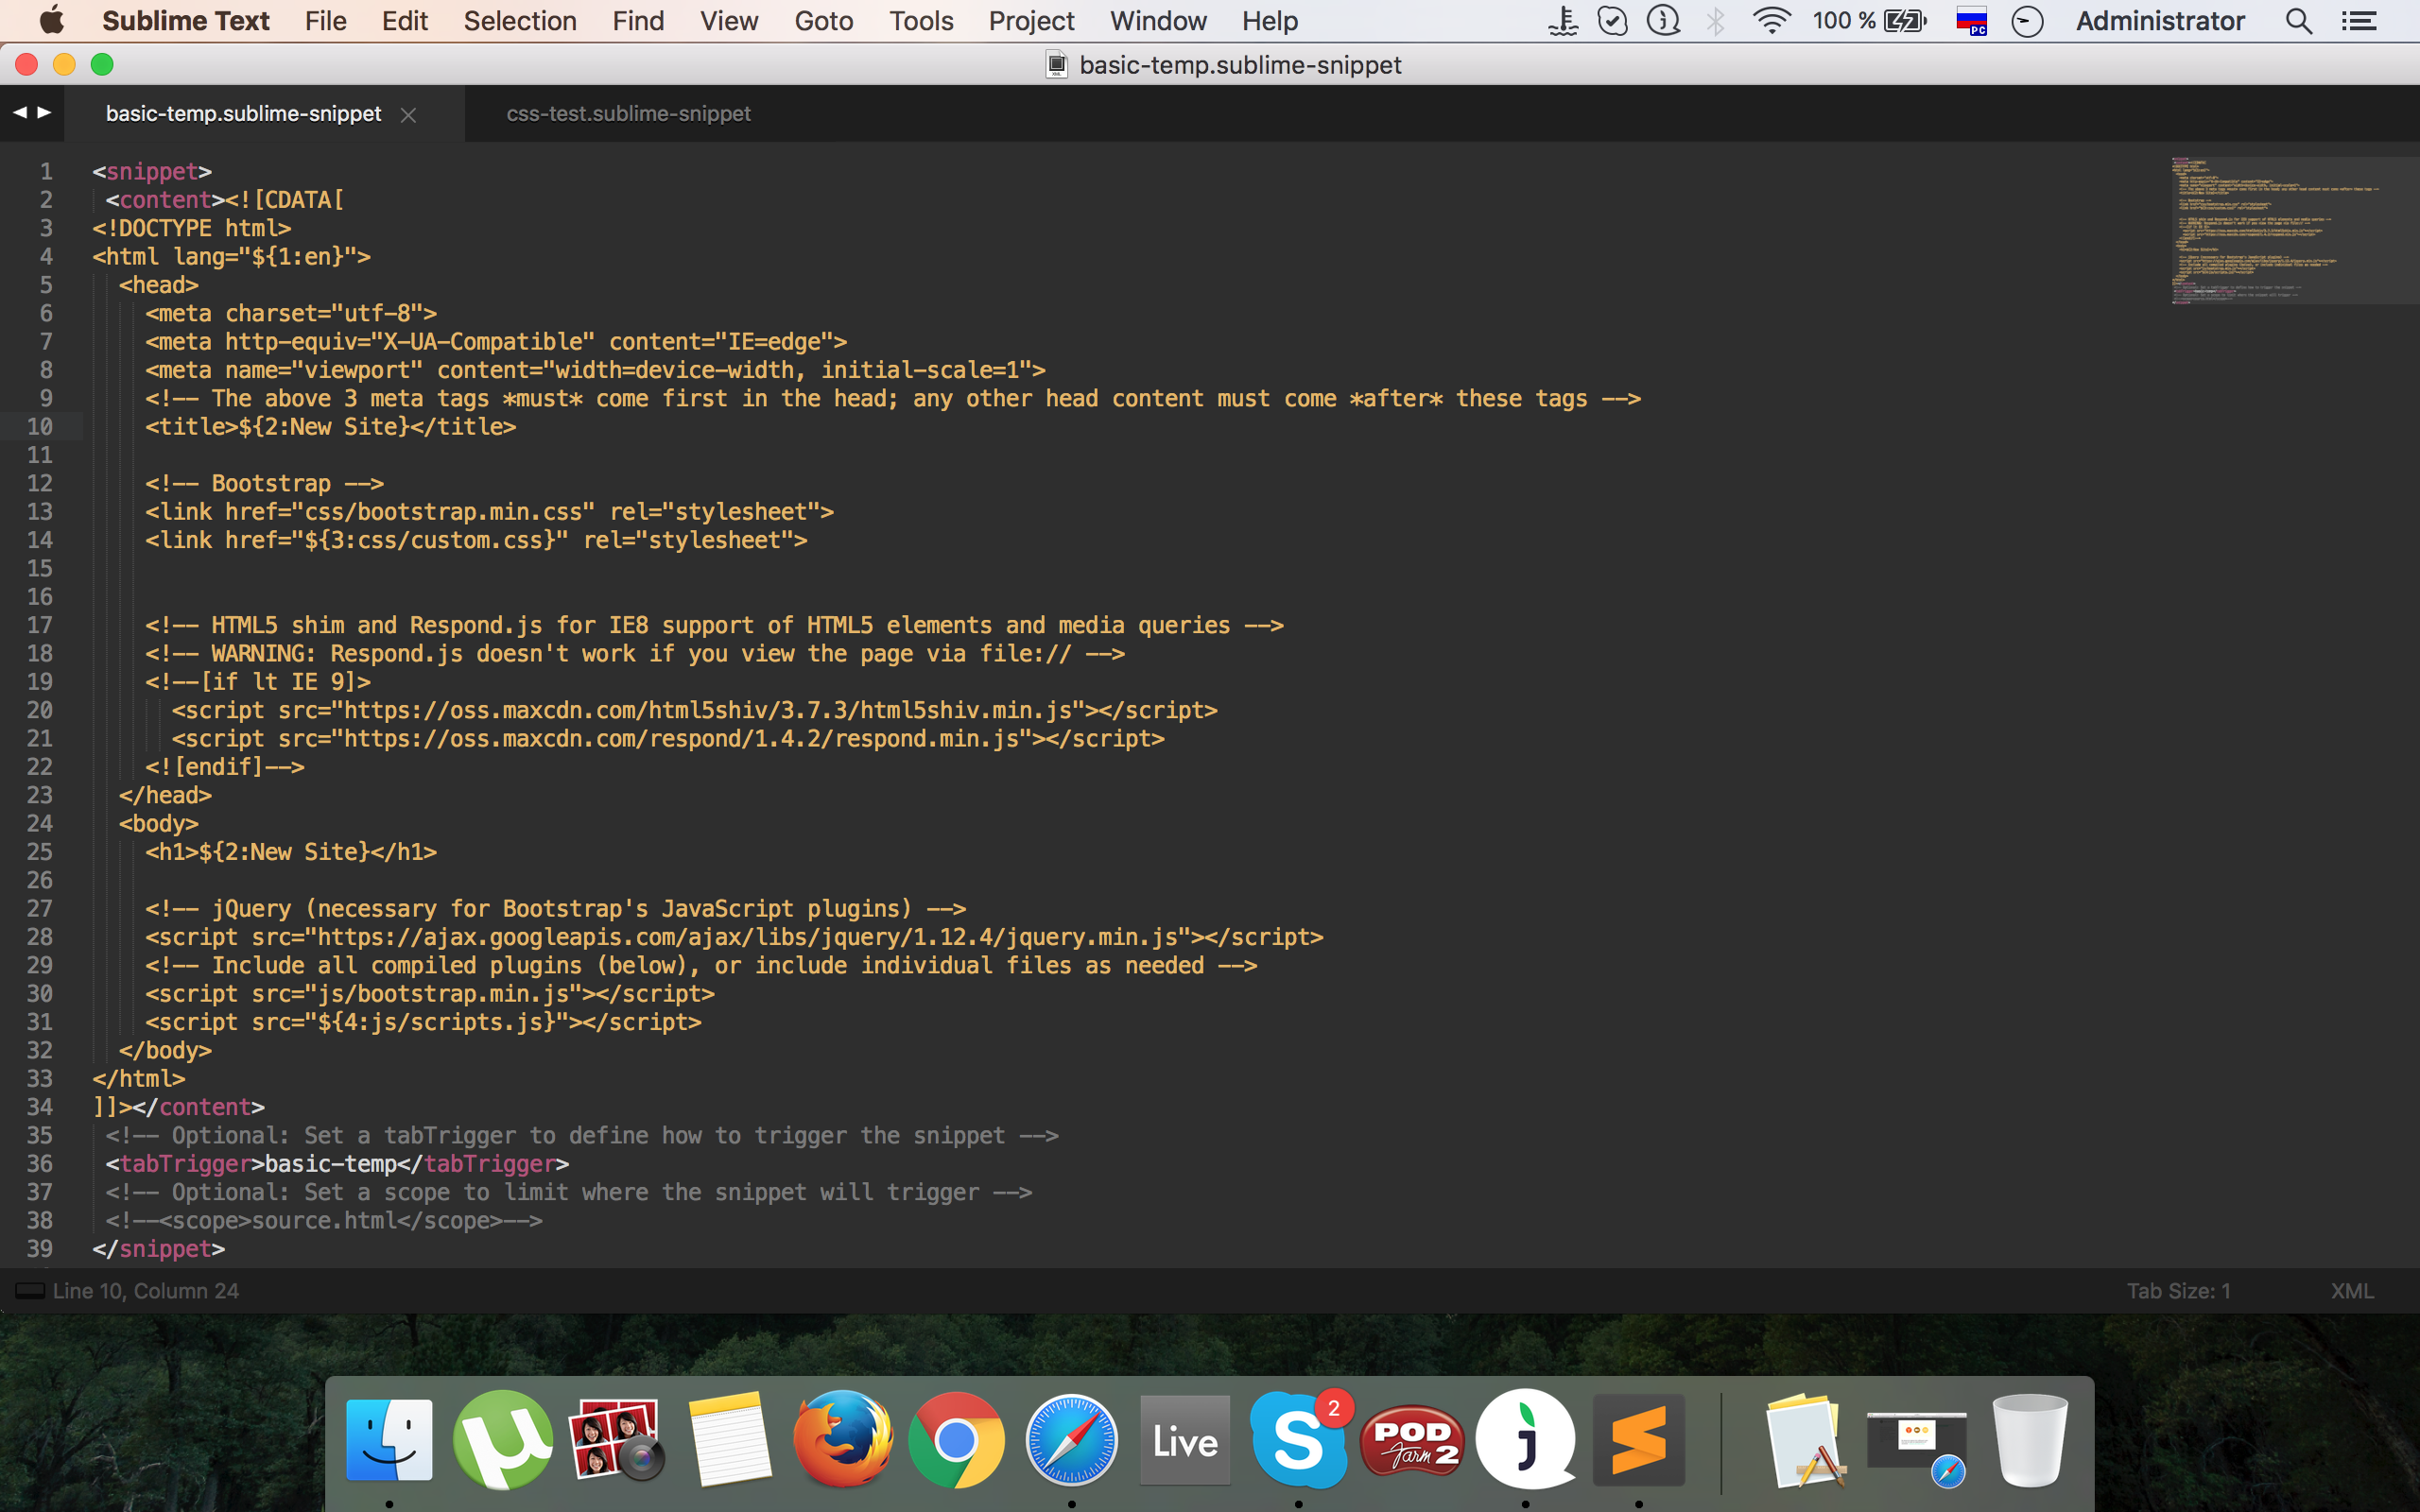 Sublime Text File Edit Selection Find View Goto Tools Project Window Help 100 % РС Administrator
basic-temp.sublime-snippet
basic-temp.sublime-snippet css-test.sublime-snippet
1 <snippet>
2 <content><![CDATA[
3 <!DOCTYPE html>
4 <html lang="${1:en}">
5 <head>
6 <meta charset="utf-8">
7 <meta http-equiv="X-UA-Compatible" content="IE=edge">
8 <meta name="viewport" content="width=device-width, initial-scale=1">
9 <!-- The above 3 meta tags *must* come first in the head; any other head content must come *after* these tags -->
10 <title>${2:New Site}</title>
11
12 <!-- Bootstrap -->
13 <link href="css/bootstrap.min.css" rel="stylesheet">
14 <link href="${3:css/custom.css}" rel="stylesheet">
15
16
17 <!-- HTML5 shim and Respond.js for IE8 support of HTML5 elements and media queries -->
18 <!-- WARNING: Respond.js doesn't work if you view the page via file:// -->
19 <!--[if lt IE 9]>
20 <script src="https://oss.maxcdn.com/html5shiv/3.7.3/html5shiv.min.js"></script>
21 <script src="https://oss.maxcdn.com/respond/1.4.2/respond.min.js"></script>
22 <![endif]-->
23 </head>
24 <body>
25 <h1>${2:New Site}</h1>
26
27 <!-- jQuery (necessary for Bootstrap's JavaScript plugins) -->
28 <script src="https://ajax.googleapis.com/ajax/libs/jquery/1.12.4/jquery.min.js"></script>
29 <!-- Include all compiled plugins (below), or include individual files as needed -->
30 <script src="js/bootstrap.min.js"></script>
31 <script src="${4:js/scripts.js}"></script>
32 </body>
33 </html>
34 ]]></content>
35 <!-- Optional: Set a tabTrigger to define how to trigger the snippet -->
36 <tabTrigger>basic-temp</tabTrigger>
37 <!-- Optional: Set a scope to limit where the snippet will trigger -->
38 <!--<scope>source.html</scope>-->
39 </snippet>
Line 10, Column 24 Tab Size: 1 XML
Live S 2 POD Farm 2 j